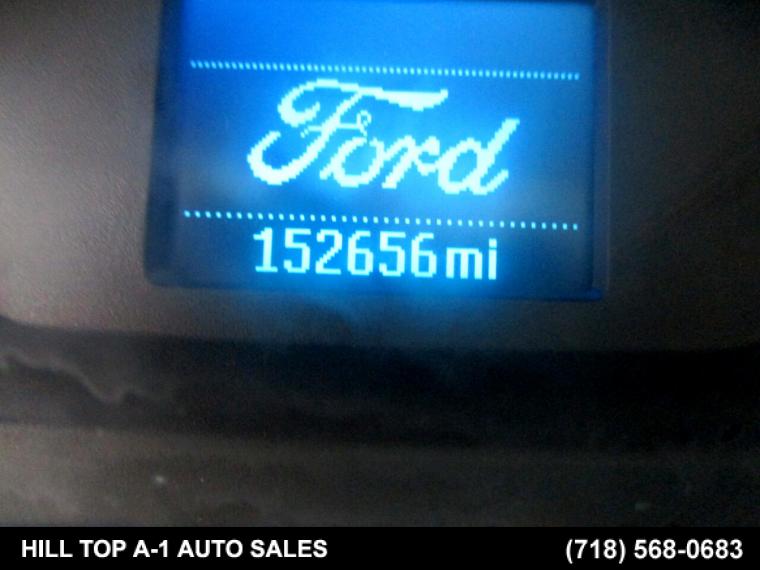 Ford
152656mi
HILL TOP A-1 AUTO SALES
(718) 568-0683